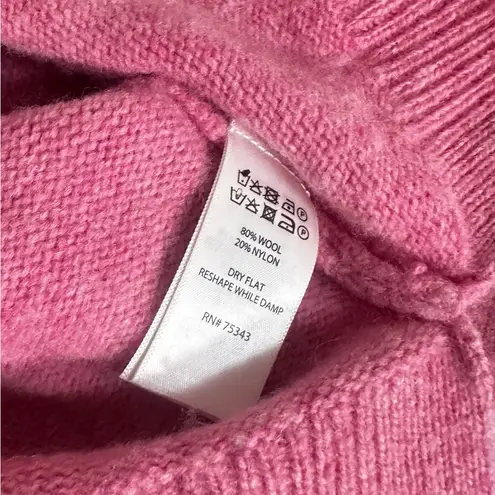 80% WOOL
20% NYLON
DRY FLAT
RESHAPE WHILE DAMP
RN# 75343